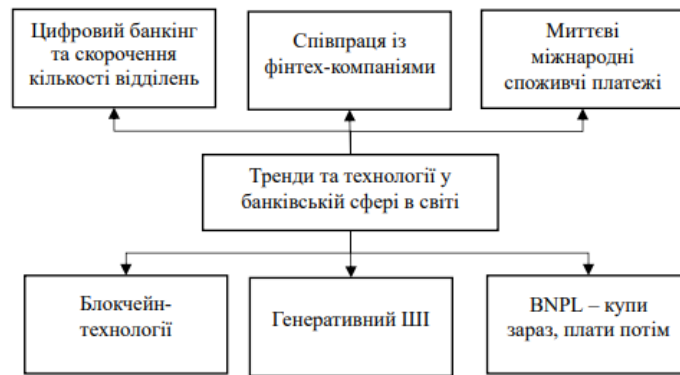 Цифровий банкінг
та скорочення
кількості відділень
Співпраця із
фінтех-компаніями
Миттєві
міжнародні
споживчі платежі
Тренди та технології у
банківській сфері в світі
Блокчейн-
технології
Генеративний ШІ
BNPL – купи
зараз, плати потім